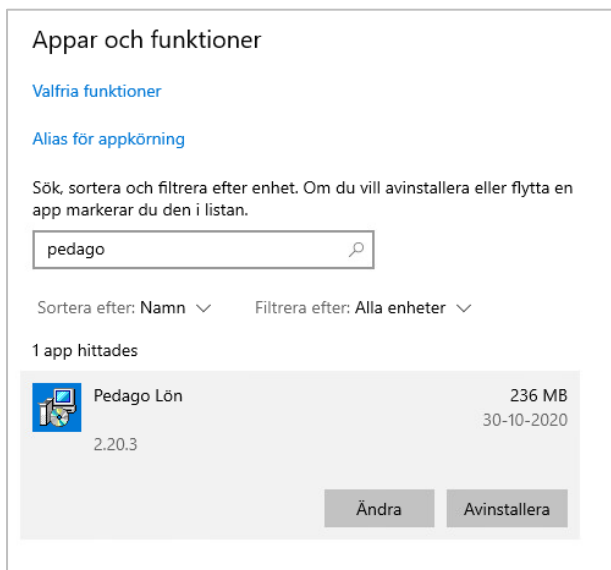 Appar och funktioner
Valfria funktioner
Alias för appkörning
Sök, sortera och filtrera efter enhet. Om du vill avinstallera eller flytta en
app markerar du den i listan.
pedago
Sortera efter: Namn Filtrera efter: Alla enheter
1 app hittades
Pedago Lön 236 MB
30-10-2020
2.20.3
Ändra Avinstallera